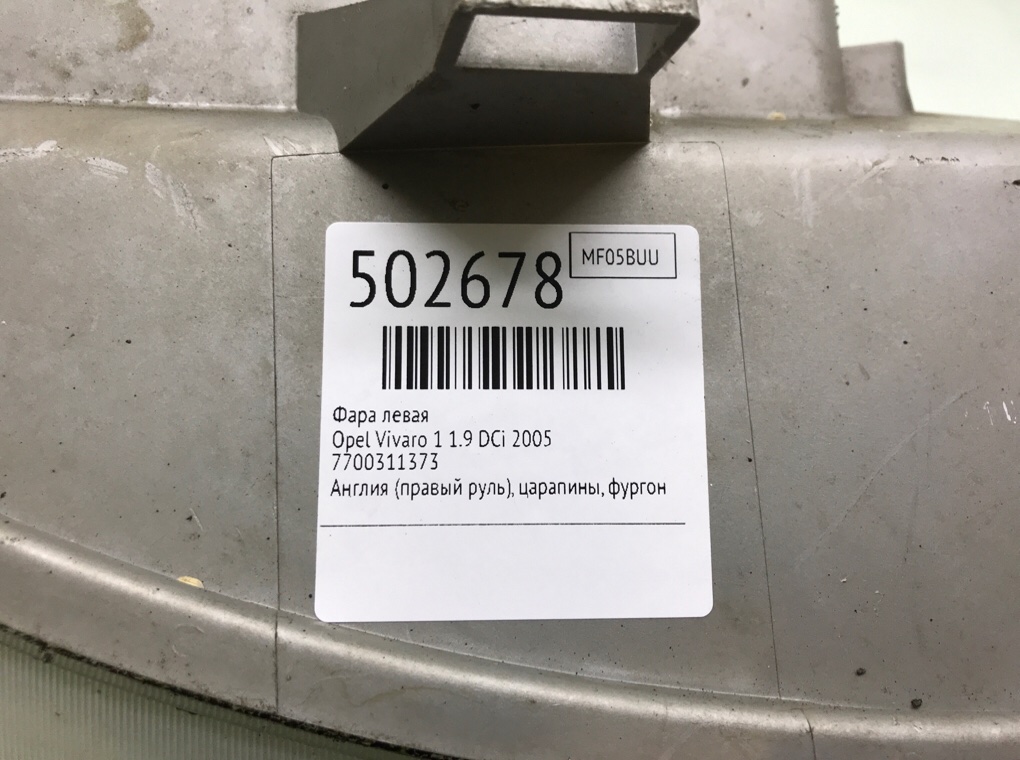 502678
MF05BUU
Фара левая
Opel Vivaro 1 1.9 DCi 2005
7700311373
Англия (правый руль), царапины, фургон